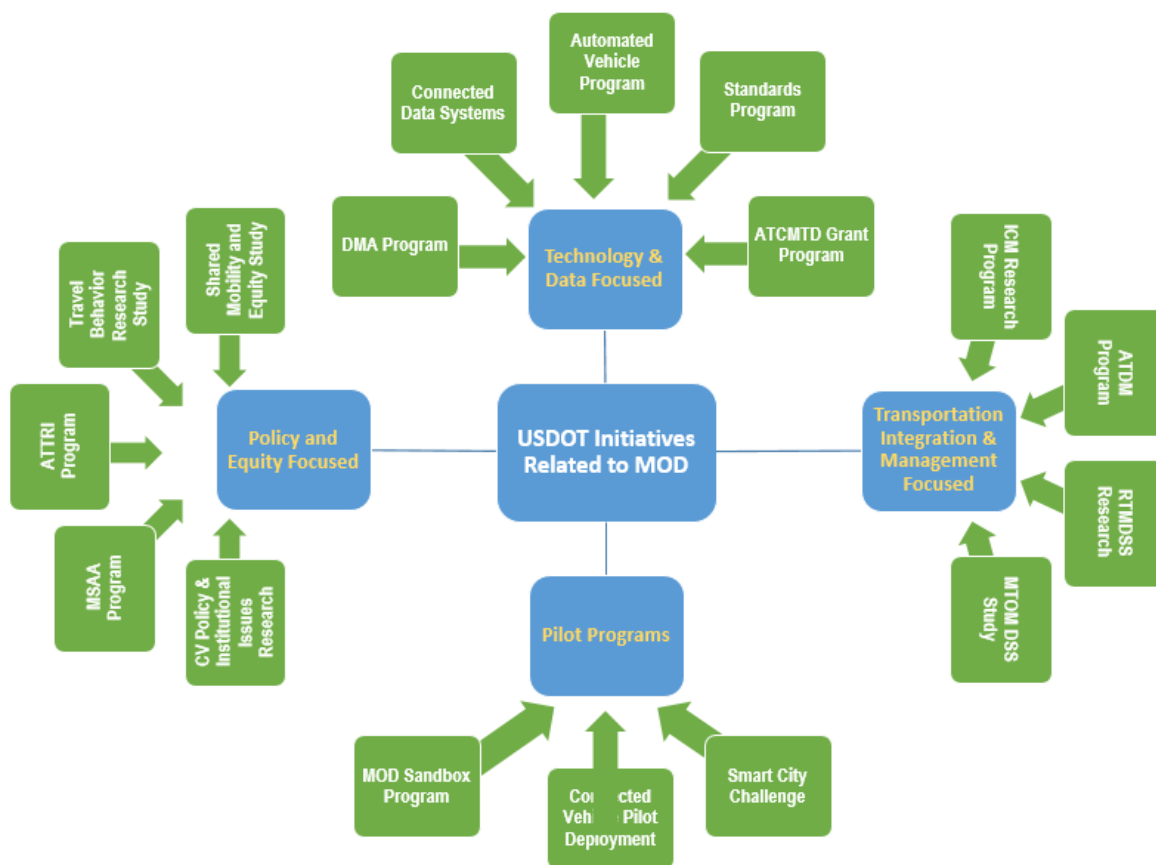 Automated
Vehicle
Program
Connected
Data Systems
Standards
Program
DMA Program
ATCMTD Grant
Program
Technology &
Data Focused
Shared
Mobility and
Equity Study
Travel
Behavior
Research
Study
ATTRI
Program
MSAA
Program
CV Policy &
Institutional
Issues
Research
Policy and
Equity Focused
USDOT Initiatives
Related to MOD
Transportation
Integration &
Management
Focused
ICM Research
Program
ATDM
Program
RTMDSS
Research
MTOM DSS
Study
Pilot Programs
MOD Sandbox
Program
Connected
Vehicle Pilot
Deployment
Smart City
Challenge